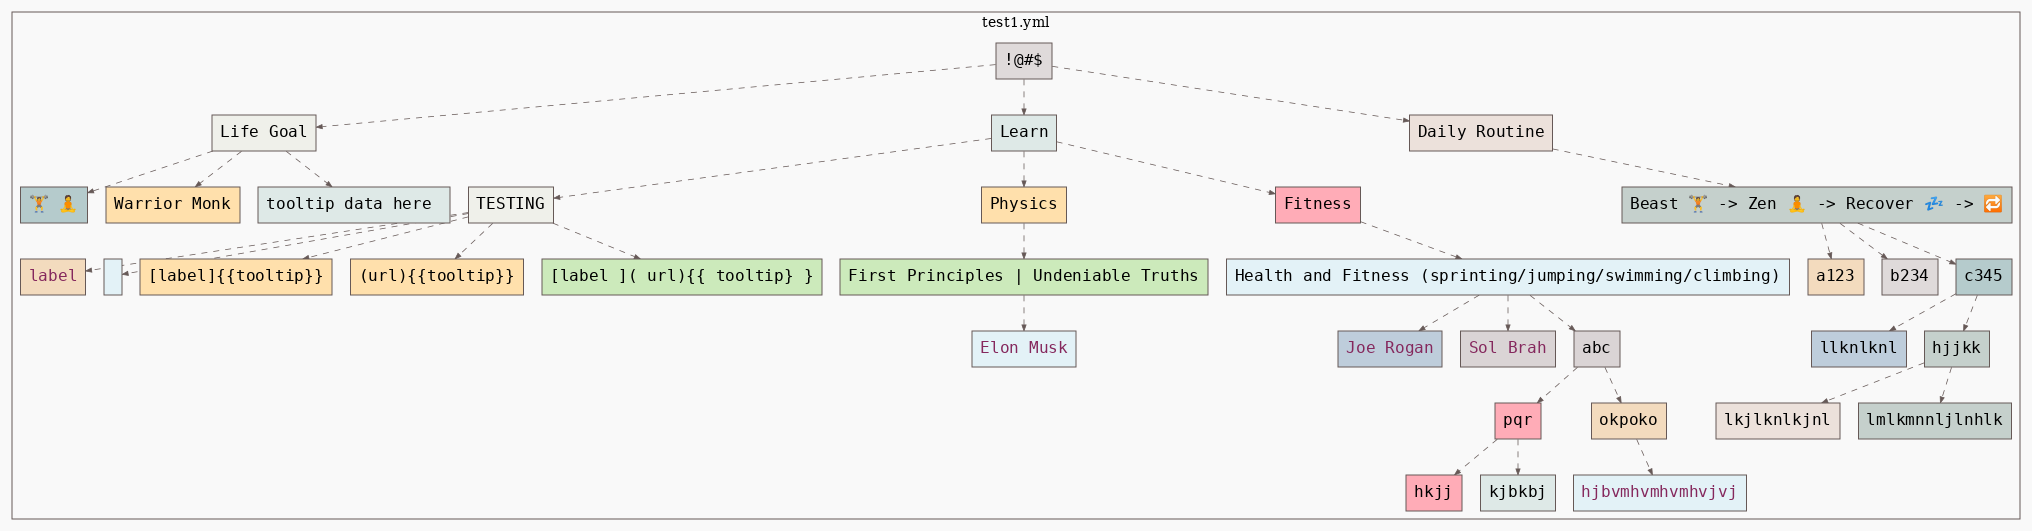 test1.yml
!@#$
Life Goal
Learn
Daily Routine
🏋️ 🧘
Warrior Monk
tooltip data here
TESTING
Physics
Fitness
Beast 🏋️ -> Zen 🧘 -> Recover 💤 -> 🔁
label
[label]{{tooltip}}
(url){{tooltip}}
[label ]( url){{ tooltip} }
First Principles | Undeniable Truths
Health and Fitness (sprinting/jumping/swimming/climbing)
a123
b234
c345
Elon Musk
Joe Rogan
Sol Brah
abc
llknlknl
hjjkk
pqr
okpoko
lkjlknlkjnl
lmlkmnnljlnhlk
hkjj
kjbkbj
hjbvmhvmhvmhvjvj